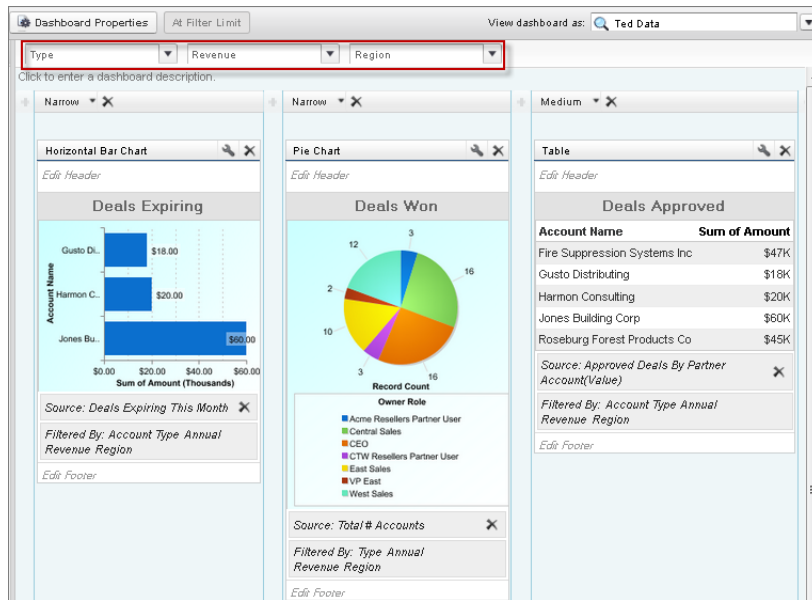 Dashboard Properties
At Filter Limit
View dashboard as:
Ted Data
Type
Revenue
Region
Click to enter a dashboard description.
Narrow
Horizontal Bar Chart
Edit Header
Deals Expiring
Account Name
Gusto Di..
$18.00
Harmon C..
$20.00
Jones Bu..
$60.00
$0.00 $20.00 $40.00 $60.00
Sum of Amount (Thousands)
Source: Deals Expiring This Month
Filtered By: Account Type Annual
Revenue Region
Edit Footer
Narrow
Pie Chart
Edit Header
Deals Won
3
16
16
3
10
2
12
Record Count
Owner Role
Acme Resellers Partner User
Central Sales
CEO
CTW Resellers Partner User
East Sales
VP East
West Sales
Source: Total # Accounts
Filtered By: Type Annual
Revenue Region
Edit Footer
Medium
Table
Edit Header
Deals Approved
Account Name Sum of Amount
Fire Suppression Systems Inc $47K
Gusto Distributing $18K
Harmon Consulting $20K
Jones Building Corp $60K
Roseburg Forest Products Co $45K
Source: Approved Deals By Partner
Account(Value)
Filtered By: Account Type Annual
Revenue Region
Edit Footer